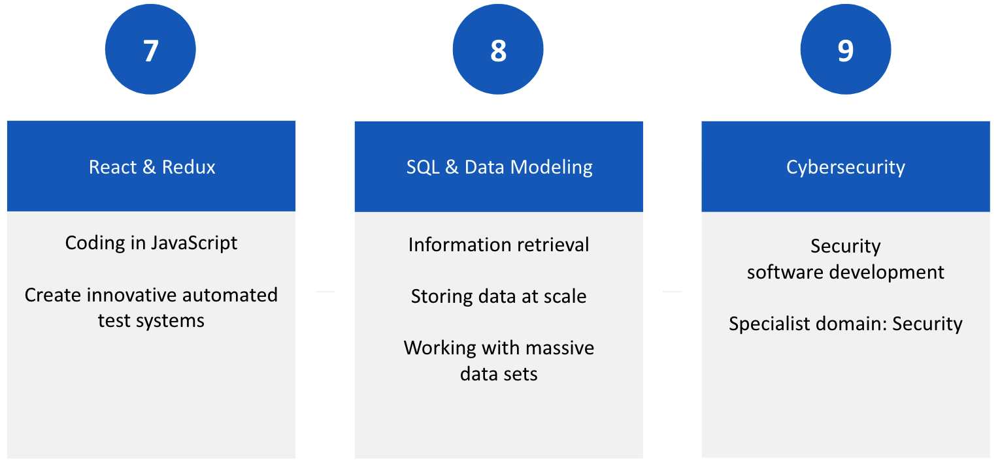 7
React & Redux
Coding in JavaScript
Create innovative automated
test systems
8
SQL & Data Modeling
Information retrieval
Storing data at scale
Working with massive
data sets
9
Cybersecurity
Security
software development
Specialist domain: Security